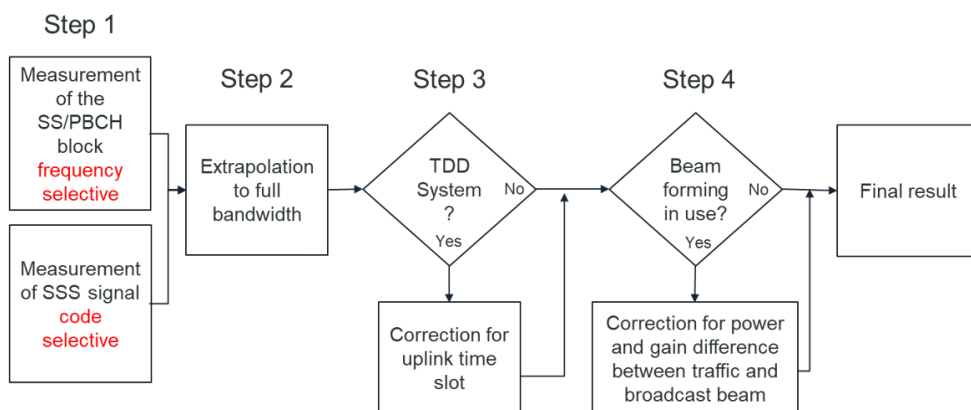 Step 1
Measurement
of the
SS/PBCH
block
frequency
selective
Measurement
of SSS signal
code
selective
Step 2
Extrapolation
to full
bandwidth
Step 3
TDD
System
?
No
Yes
Correction for
uplink time
slot
Step 4
Beam
forming
in use?
No
Yes
Correction for power
and gain difference
between traffic and
broadcast beam
Final result